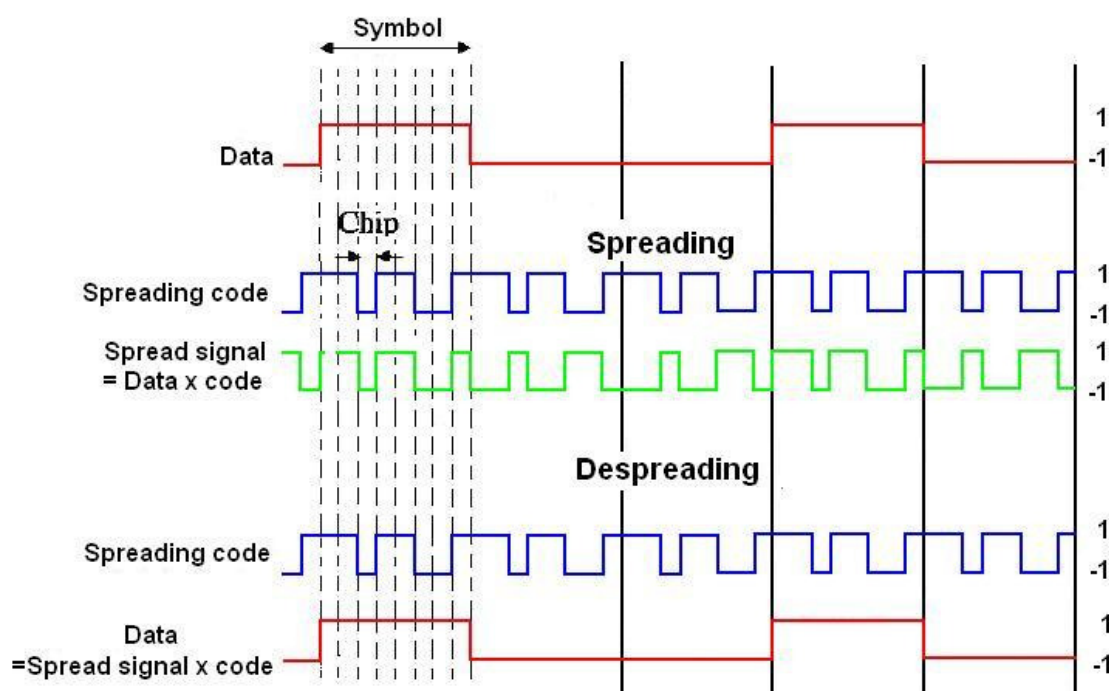 Symbol
1
Data
-1
Chip
Spreading
1
Spreading code
-1
Spread signal
= Data x code
1
-1
Despreading
1
Spreading code
-1
Data
=Spread signal x code
1
-1